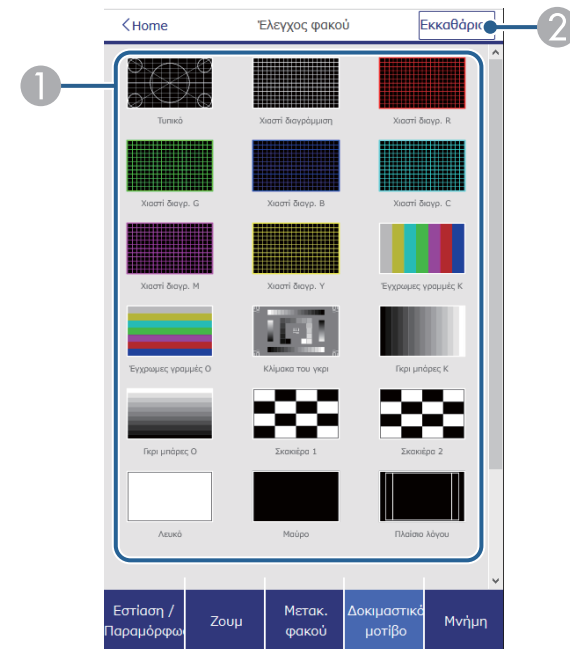 Home Έλεγχος φακού Εκκαθάρισ 2
1
Τυπικό Χιαστί διαγράμμιση Χιαστί διαγρ. R
Χιαστί διαγρ. G Χιαστί διαγρ. B Χιαστί διαγρ. C
Χιαστί διαγρ. M Χιαστί διαγρ. Y Έγχρωμες γραμμές Κ
Έγχρωμες γραμμές Ο Κλίμακα του γκρι Γκρι μπάρες Κ
Γκρι μπάρες Ο Σκακιέρα 1 Σκακιέρα 2
Λευκό Μαύρο Πλαίσιο λόγου
Εστίαση / Μετακ. Δοκιμαστικό
Παραμόρφω Ζουμ φακού μοτίβο Μνήμη